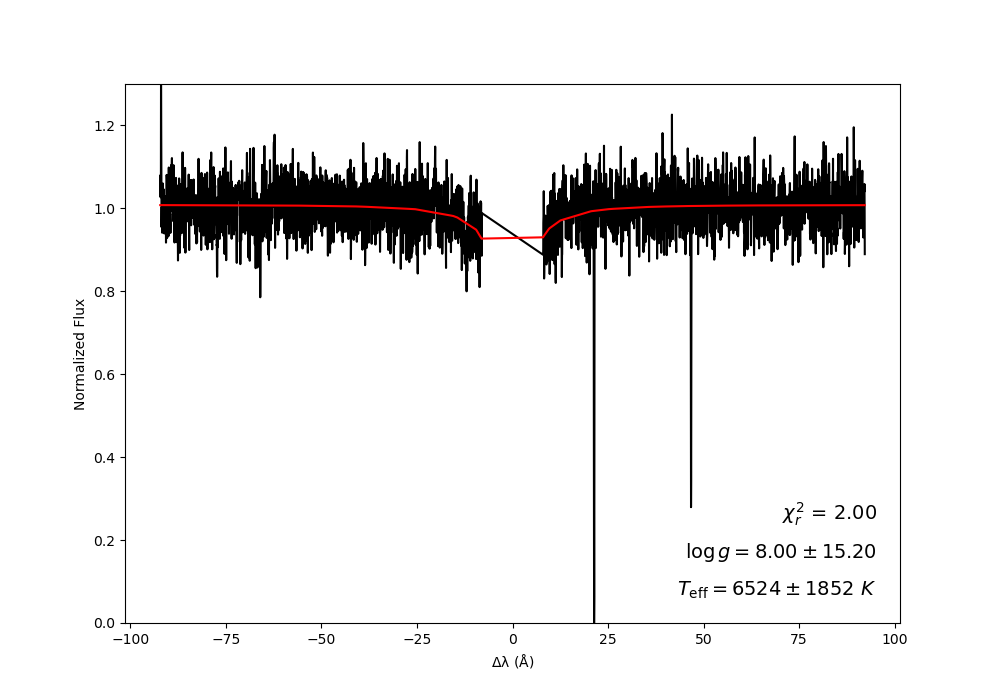 1.2
1.0
0.8
0.6
0.4
0.2
0.0
Normalized Flux
χ²ᵣ = 2.00
log g = 8.00 ± 15.20
T_eff = 6524 ± 1852 K
−100 −75 −50 −25 0 25 50 75 100
Δλ (Å)